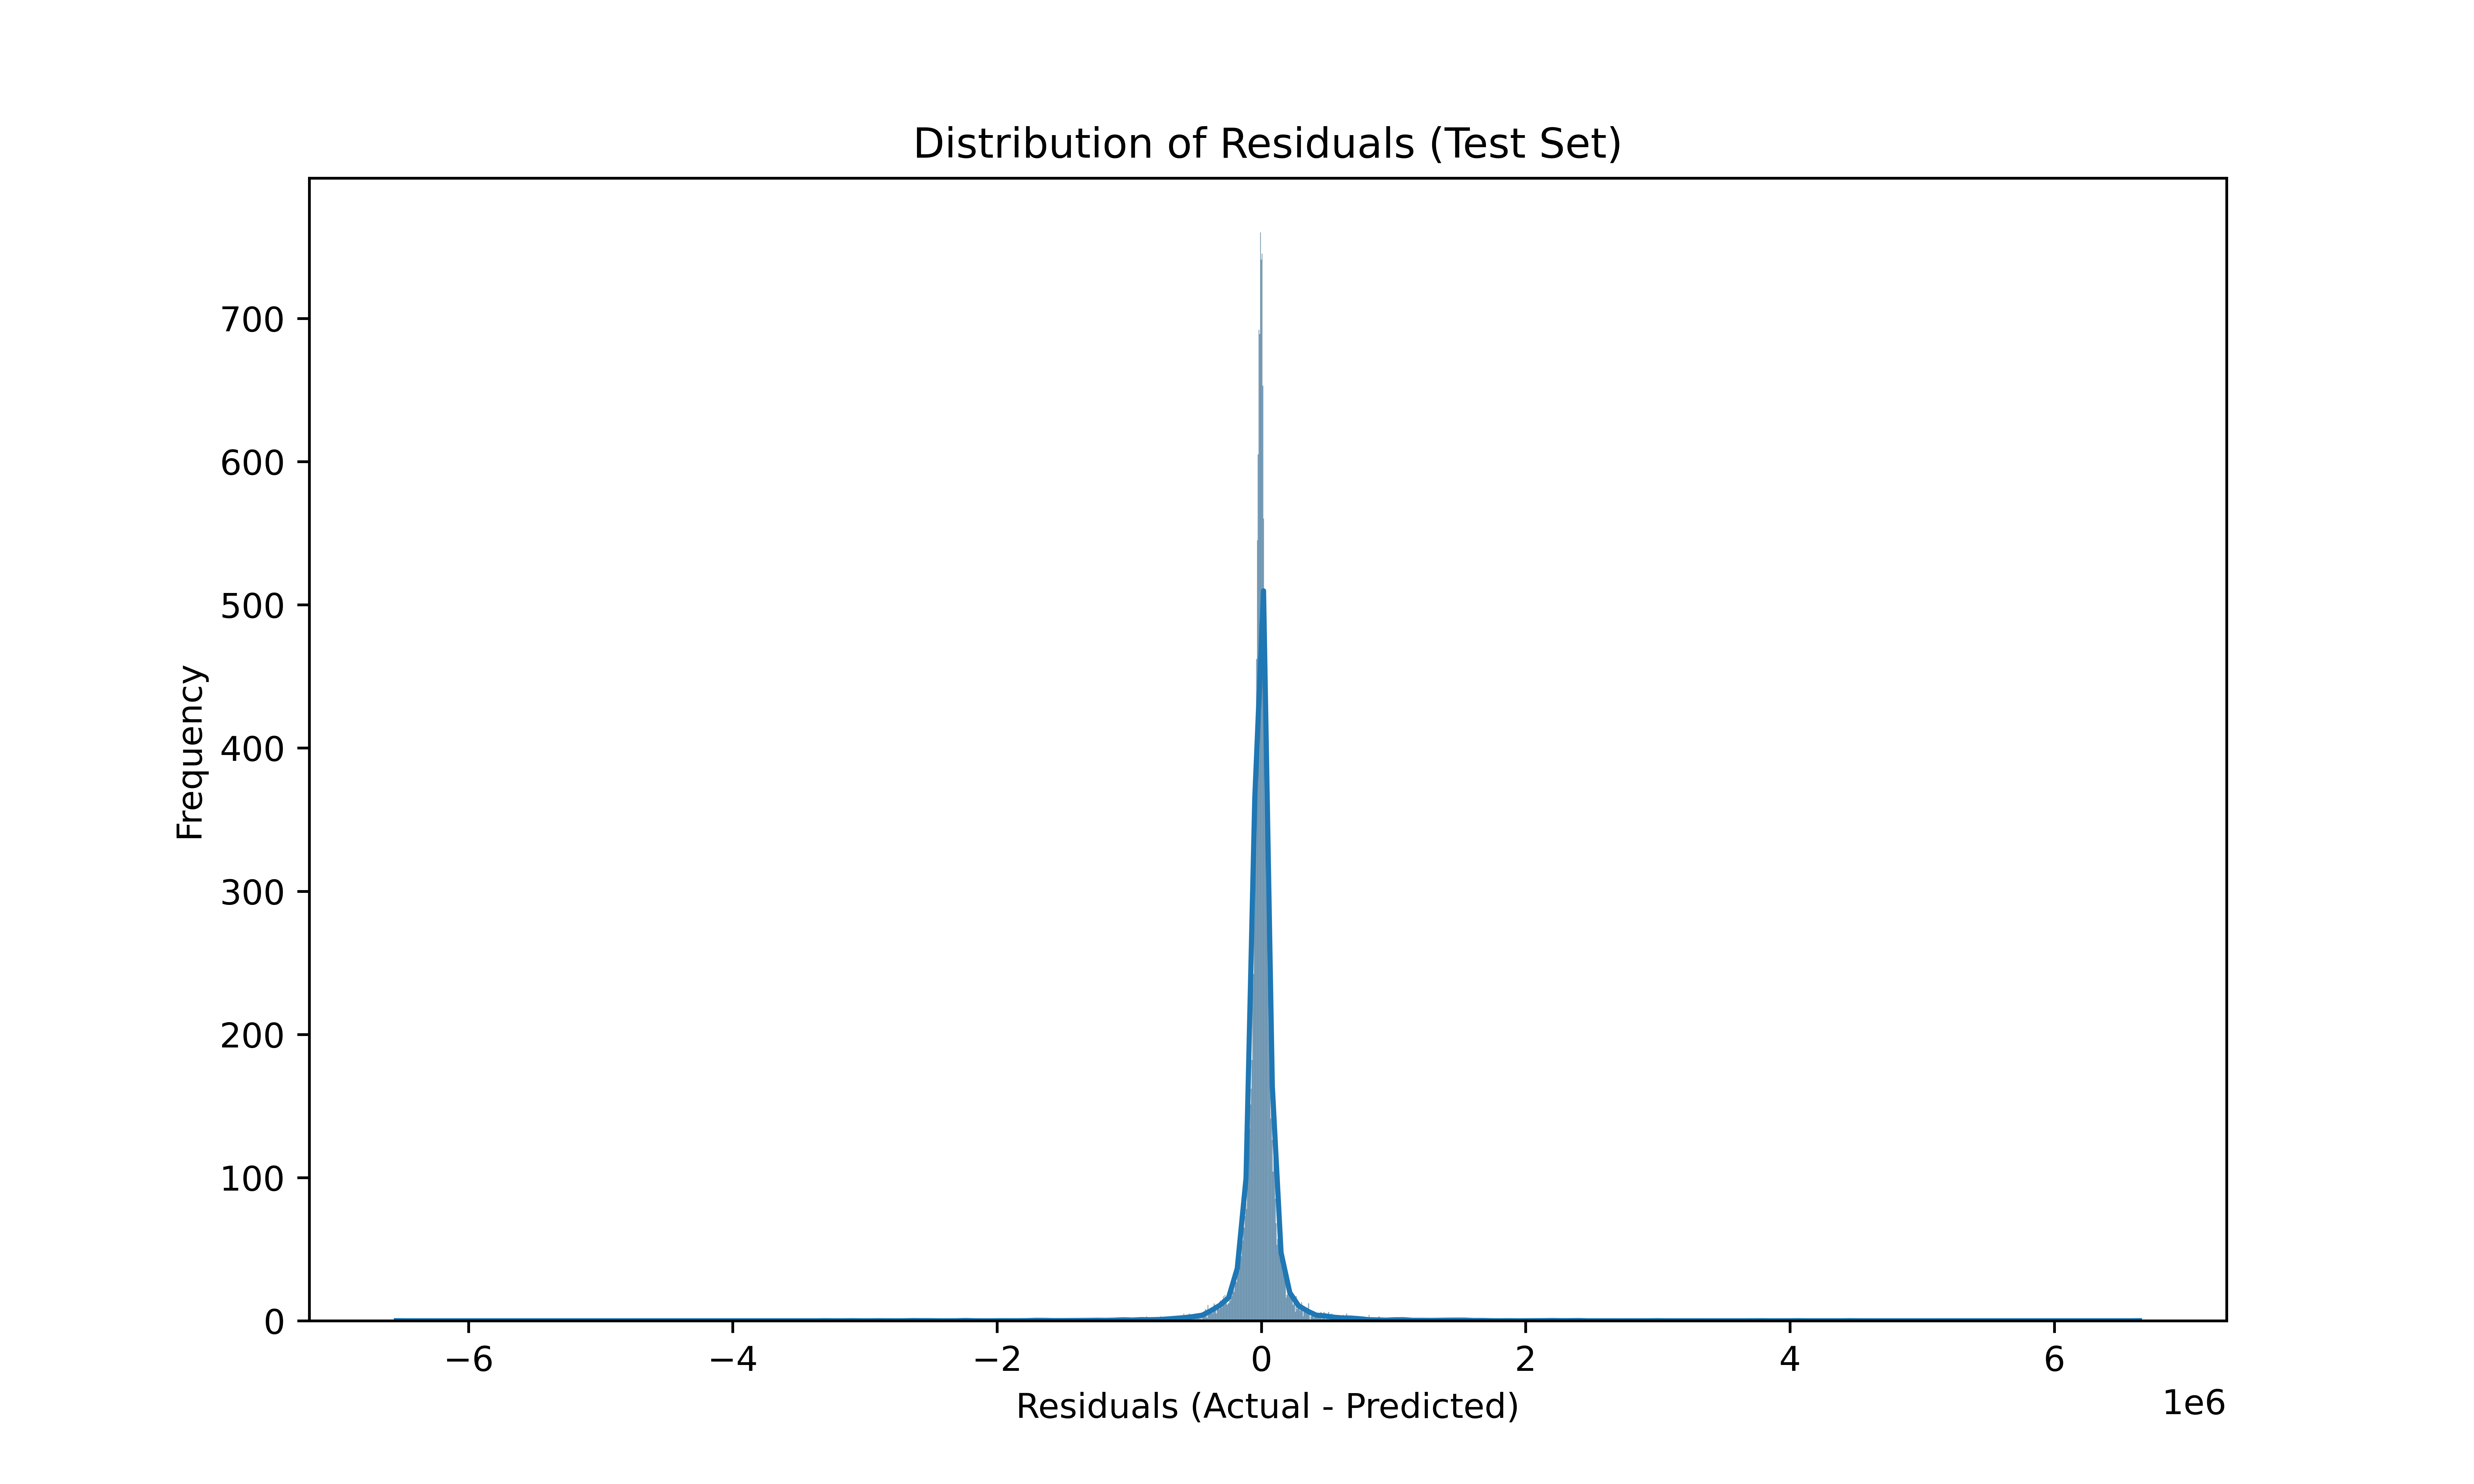 Distribution of Residuals (Test Set)
Frequency
700
600
500
400
300
200
100
0
−6 −4 −2 0 2 4 6
1e6
Residuals (Actual - Predicted)